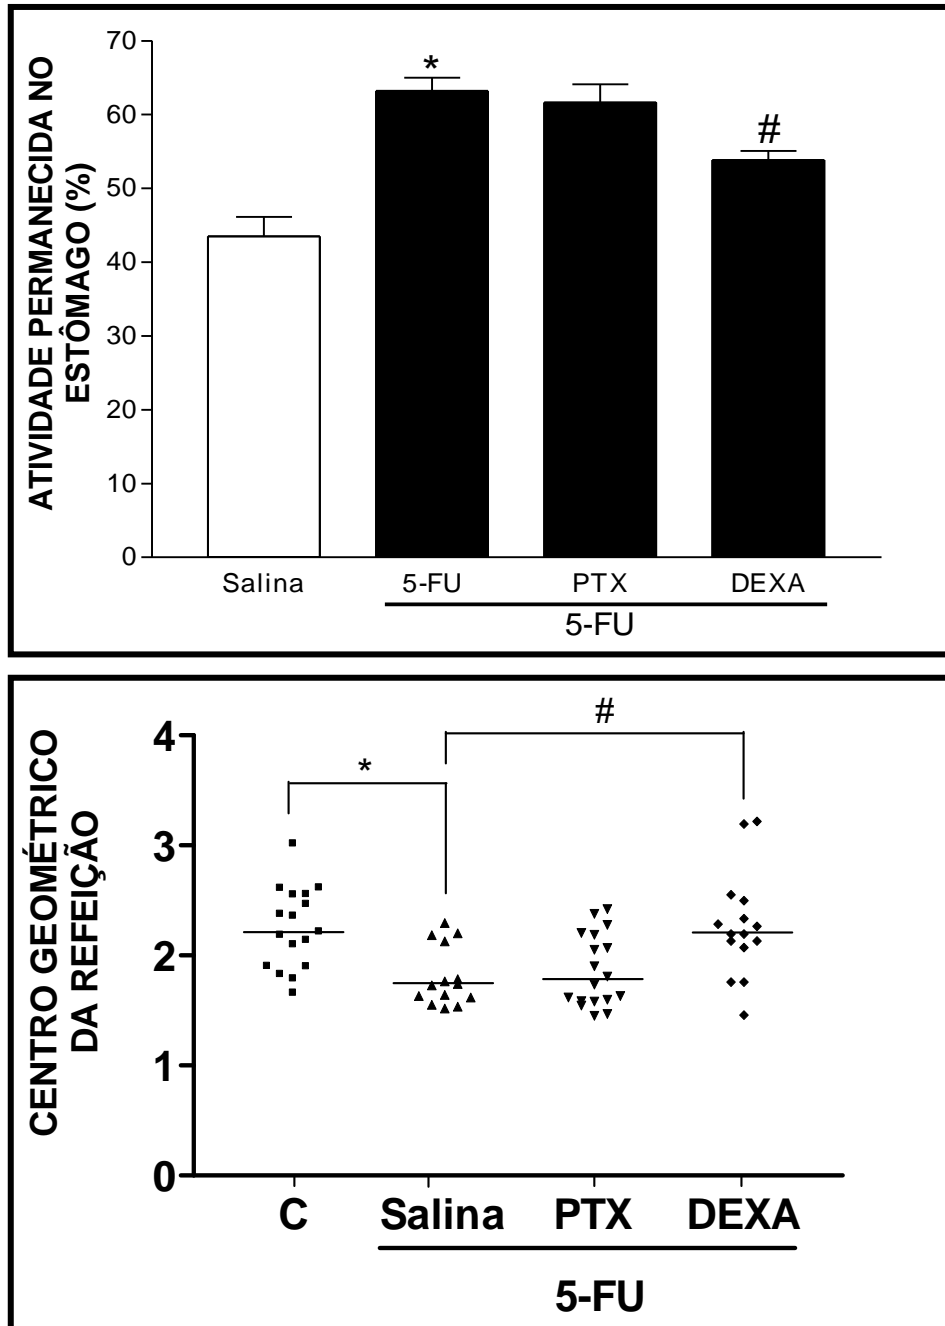 ATIVIDADE PERMANECIDA NO
ESTÔMAGO (%)
70
60
50
40
30
20
10
0
*
#
Salina 5-FU PTX DEXA
5-FU
CENTRO GEOMÉTRICO
DA REFEIÇÃO
4
3
2
1
0
*
#
C Salina PTX DEXA
5-FU